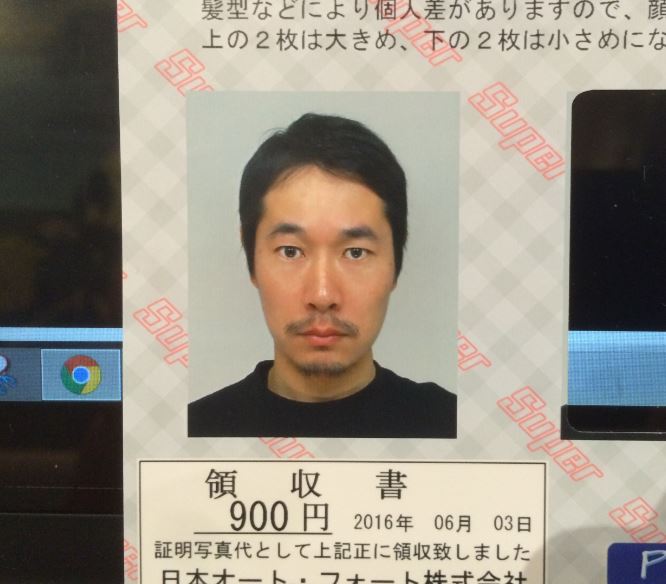 髪型などにより個人差がありますので、顔
上の2枚は大きめ、下の2枚は小さめにな
Super
Super
Super
Super
Super
領収書
900円 2016年 06月 03日
証明写真代として上記正に領収致しました
日本オート・フォート株式会社
P